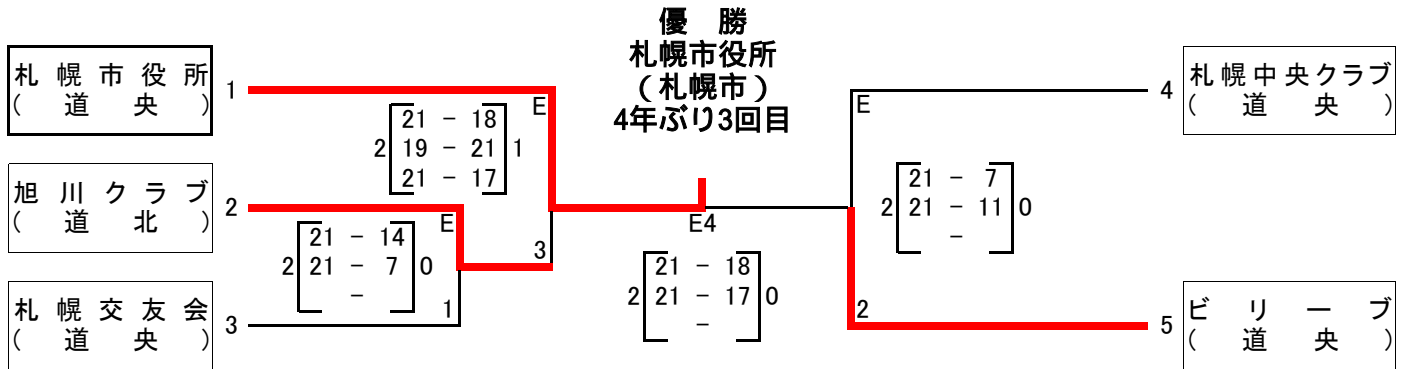 優 勝
札幌市役所
(札幌市)
4年ぶり3回目
札幌市役所
( 道 央 )
1
E
21 - 18
2 19 - 21 1
21 - 17
旭川クラブ
( 道 北 )
2
E
21 - 14
2 21 - 7 0
-
3
1
札幌交友会
( 道 央 )
3
E4
21 - 18
2 21 - 17 0
-
4
札幌中央クラブ
( 道 央 )
E
21 - 7
2 21 - 11 0
-
2
5
ビリーブ
( 道 央 )